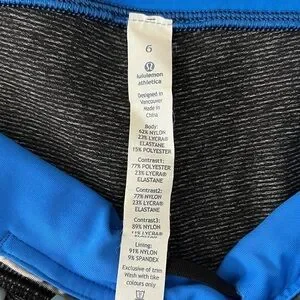 6
lululemon
athletica
Designed in
Vancouver
Made in
China
Body:
62% NYLON
23% LYCRA®
ELASTANE
15% POLYESTER
Contrast1:
77% POLYESTER
23% LYCRA®
ELASTANE
Contrast2:
77% NYLON
23% LYCRA®
ELASTANE
Contrast3:
89% NYLON
11% LYCRA®
ELASTANE
Lining:
91% NYLON
9% SPANDEX
Exclusive of trim
Wash with like
colours only